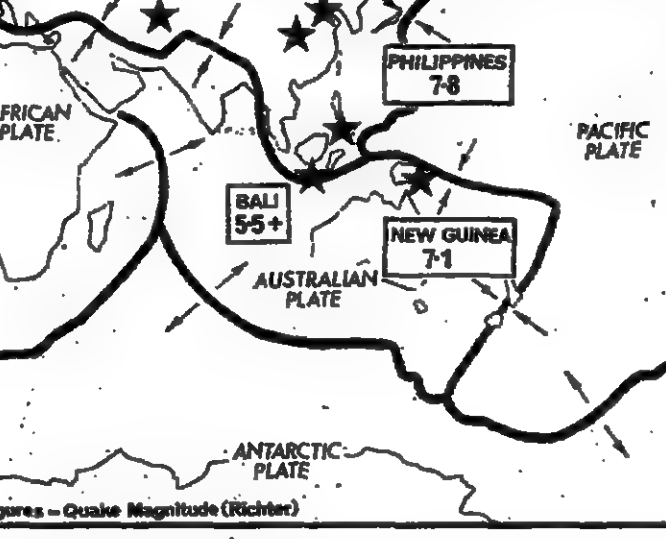 PHILIPPINES
7·8
FRICAN
PLATE
PACIFIC
PLATE
BALI
5·5+
NEW GUINEA
7·1
AUSTRALIAN
PLATE
ANTARCTIC
PLATE
gures – Quake Magnitude (Richter)